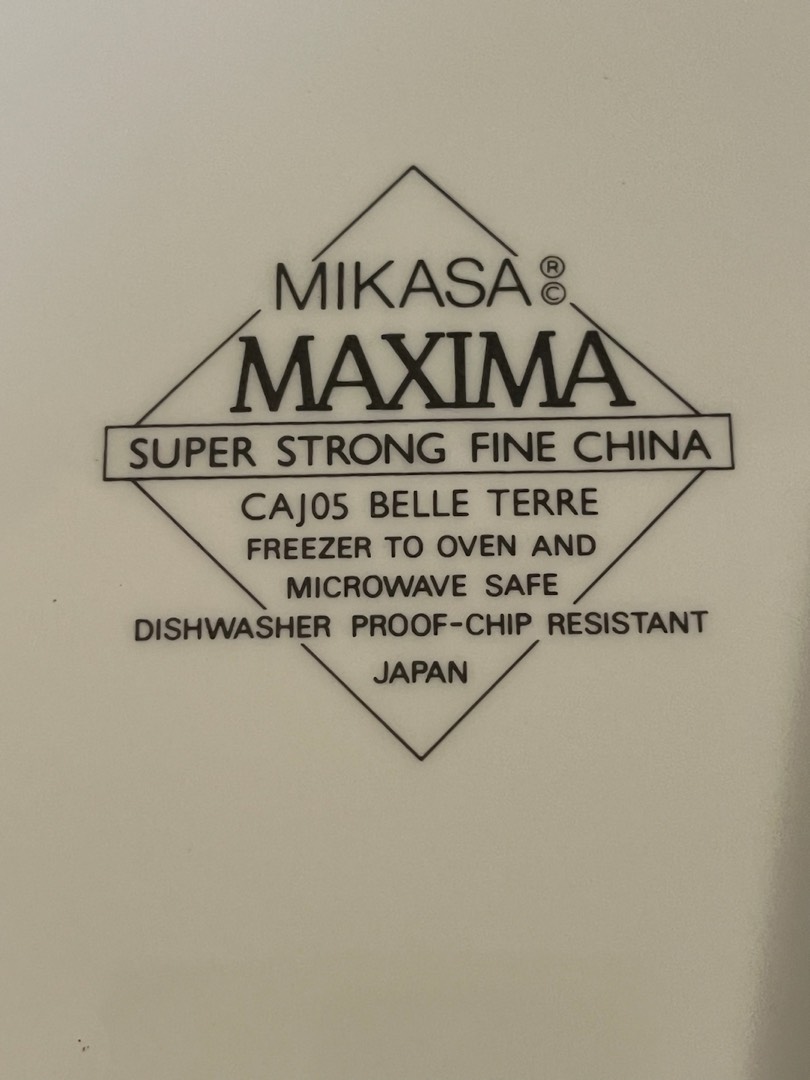 MIKASA ® ©
MAXIMA
SUPER STRONG FINE CHINA
CAJ05 BELLE TERRE
FREEZER TO OVEN AND
MICROWAVE SAFE
DISHWASHER PROOF-CHIP RESISTANT
JAPAN